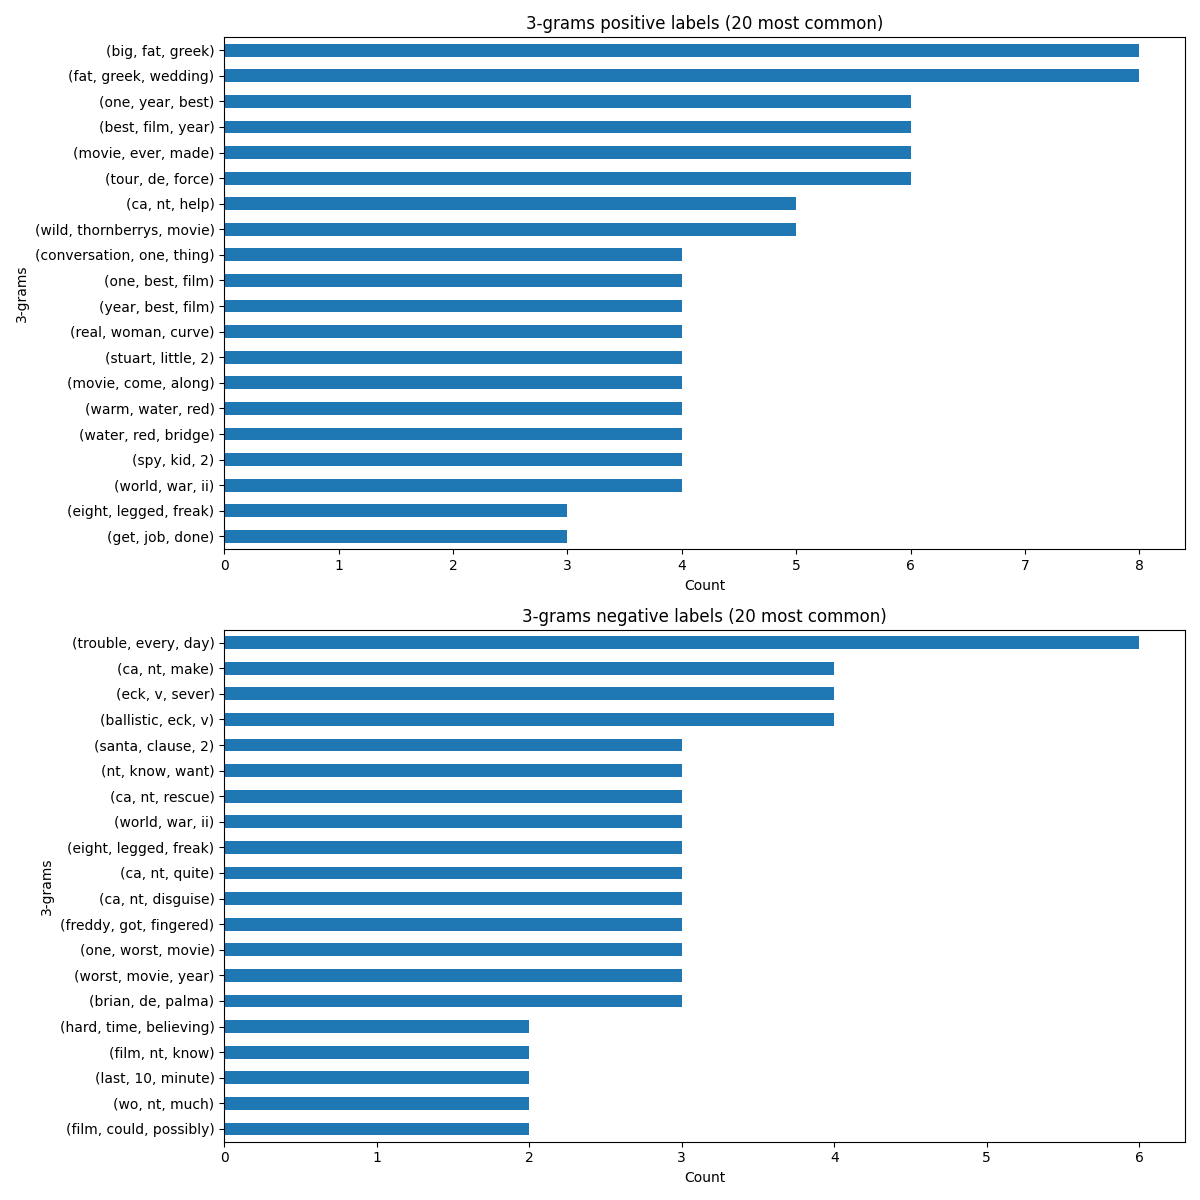 3-grams positive labels (20 most common)
(big, fat, greek)
(fat, greek, wedding)
(one, year, best)
(best, film, year)
(movie, ever, made)
(tour, de, force)
(ca, nt, help)
(wild, thornberrys, movie)
(conversation, one, thing)
(one, best, film)
(year, best, film)
(real, woman, curve)
(stuart, little, 2)
(movie, come, along)
(warm, water, red)
(water, red, bridge)
(spy, kid, 2)
(world, war, ii)
(eight, legged, freak)
(get, job, done)
3-grams
0 1 2 3 4 5 6 7 8
Count
3-grams negative labels (20 most common)
(trouble, every, day)
(ca, nt, make)
(eck, v, sever)
(ballistic, eck, v)
(santa, clause, 2)
(nt, know, want)
(ca, nt, rescue)
(world, war, ii)
(eight, legged, freak)
(ca, nt, quite)
(ca, nt, disguise)
(freddy, got, fingered)
(one, worst, movie)
(worst, movie, year)
(brian, de, palma)
(hard, time, believing)
(film, nt, know)
(last, 10, minute)
(wo, nt, much)
(film, could, possibly)
3-grams
0 1 2 3 4 5 6
Count